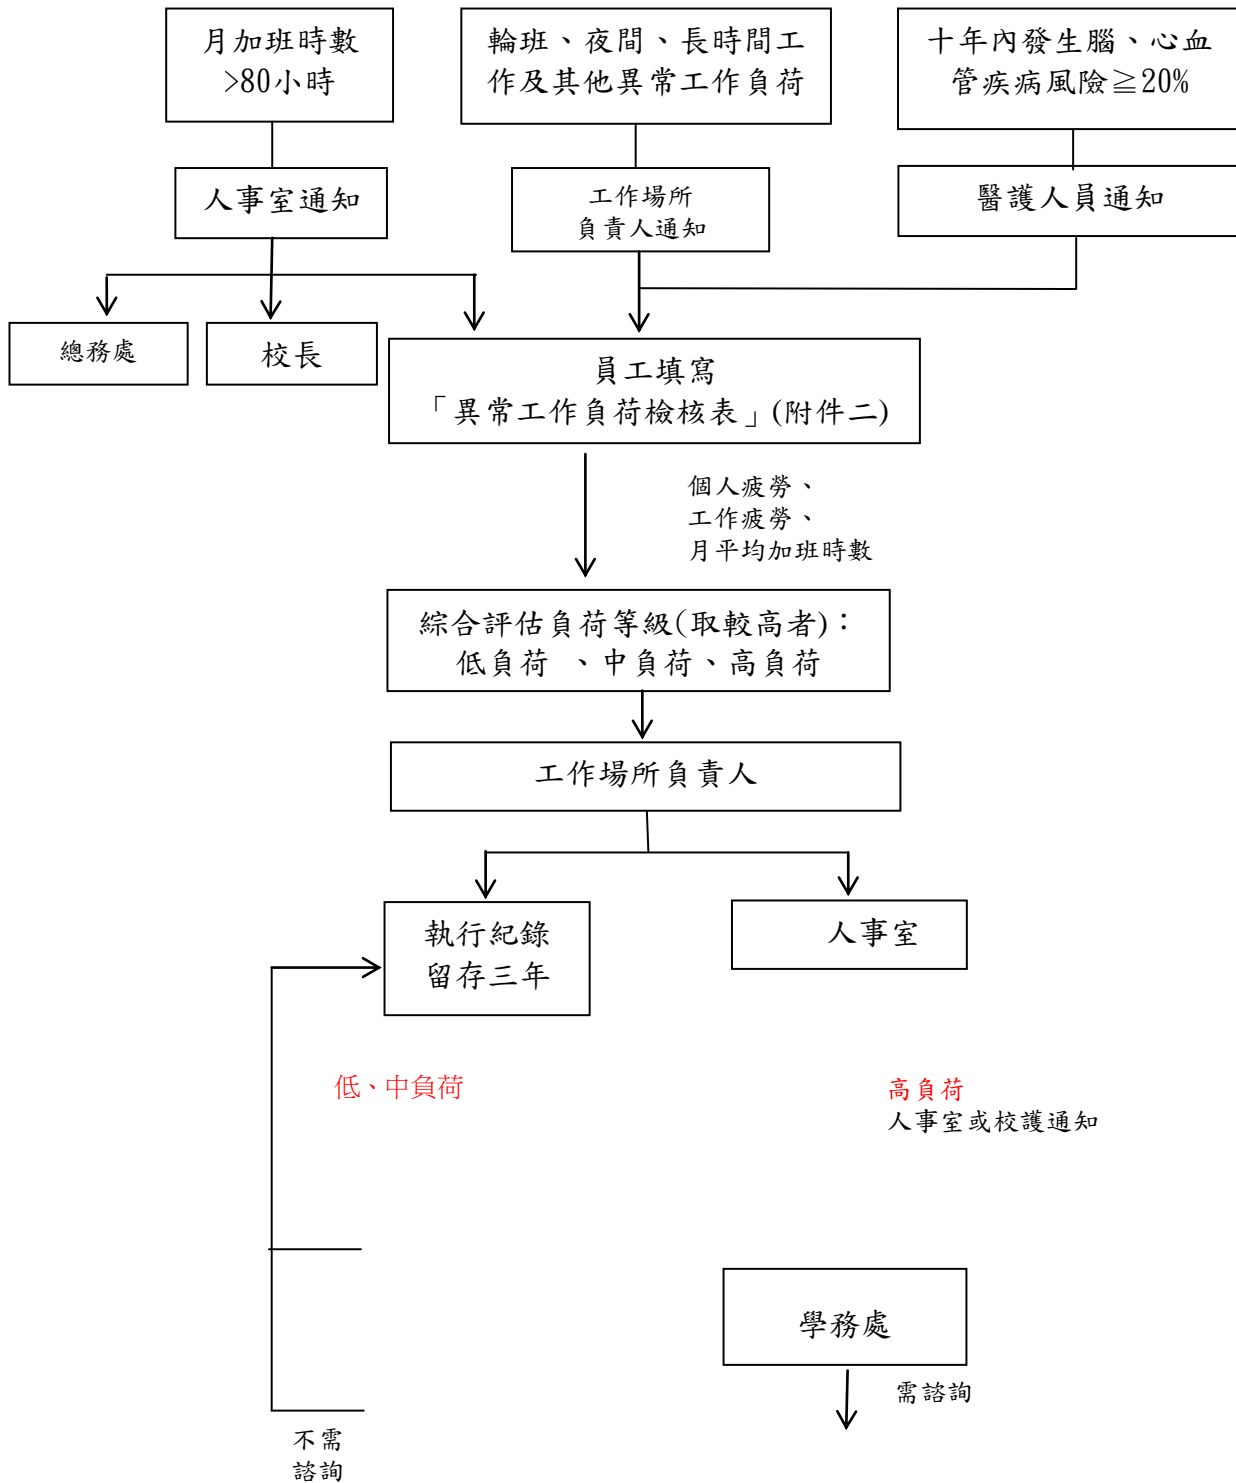 月加班時數
>80小時
輪班、夜間、長時間工
作及其他異常工作負荷
十年內發生腦、心血
管疾病風險≧20%
人事室通知
工作場所
負責人通知
醫護人員通知
總務處
校長
員工填寫
「異常工作負荷檢核表」(附件二)
個人疲勞、
工作疲勞、
月平均加班時數
綜合評估負荷等級(取較高者)：
低負荷 、中負荷、高負荷
工作場所負責人
執行紀錄
留存三年
人事室
低、中負荷
高負荷
人事室或校護通知
學務處
需諮詢
不需
諮詢